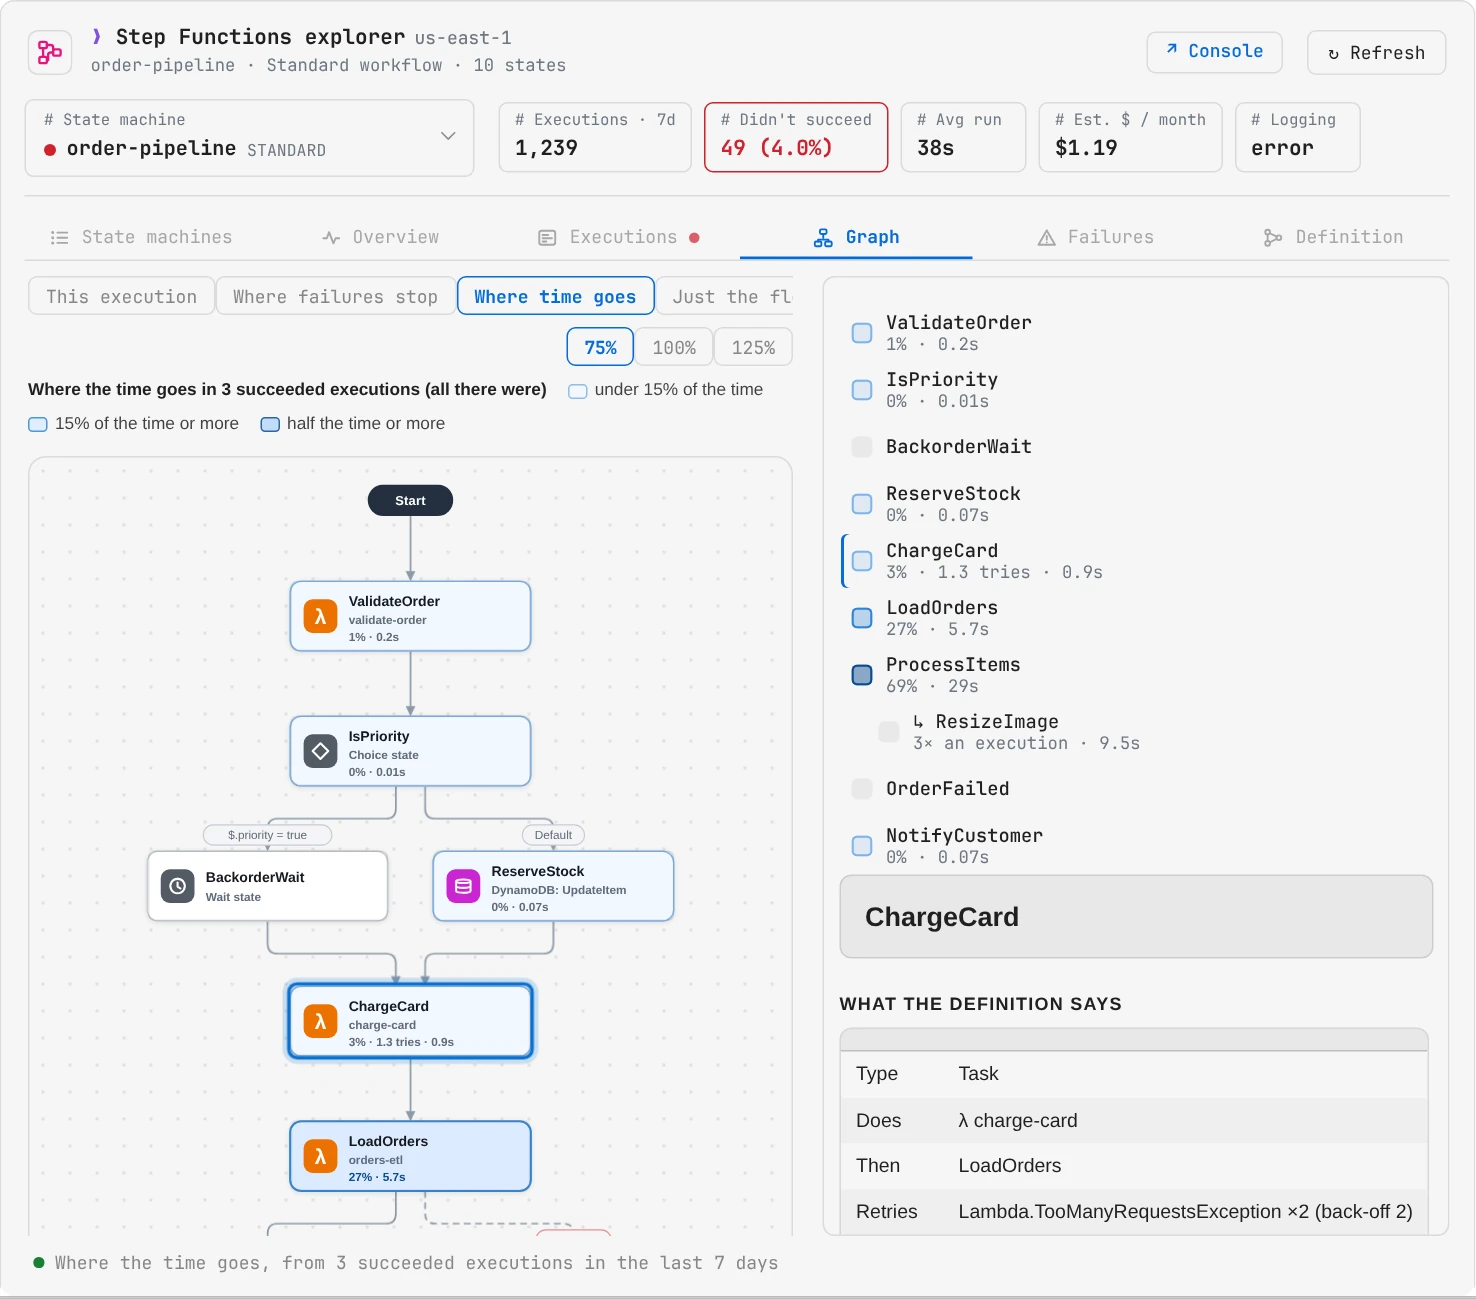 Step Functions explorer us-east-1
order-pipeline · Standard workflow · 10 states
Console
↻ Refresh
# State machine
order-pipeline STANDARD
# Executions · 7d
1,239
# Didn't succeed
49 (4.0%)
# Avg run
38s
# Est. $ / month
$1.19
# Logging
error
State machines
Overview
Executions
Graph
Failures
Definition
This execution
Where failures stop
Where time goes
Just the fl
75%
100%
125%
Where the time goes in 3 succeeded executions (all there were)
under 15% of the time
15% of the time or more
half the time or more
Start
λ
ValidateOrder
validate-order
1% · 0.2s
IsPriority
Choice state
0% · 0.01s
$.priority = true
Default
BackorderWait
Wait state
ReserveStock
DynamoDB: UpdateItem
0% · 0.07s
λ
ChargeCard
charge-card
3% · 1.3 tries · 0.9s
λ
LoadOrders
orders-etl
27% · 5.7s
ValidateOrder
1% · 0.2s
IsPriority
0% · 0.01s
BackorderWait
ReserveStock
0% · 0.07s
ChargeCard
3% · 1.3 tries · 0.9s
LoadOrders
27% · 5.7s
ProcessItems
69% · 29s
↳ ResizeImage
3× an execution · 9.5s
OrderFailed
NotifyCustomer
0% · 0.07s
ChargeCard
WHAT THE DEFINITION SAYS
Type Task
Does λ charge-card
Then LoadOrders
Retries Lambda.TooManyRequestsException ×2 (back-off 2)
Where the time goes, from 3 succeeded executions in the last 7 days